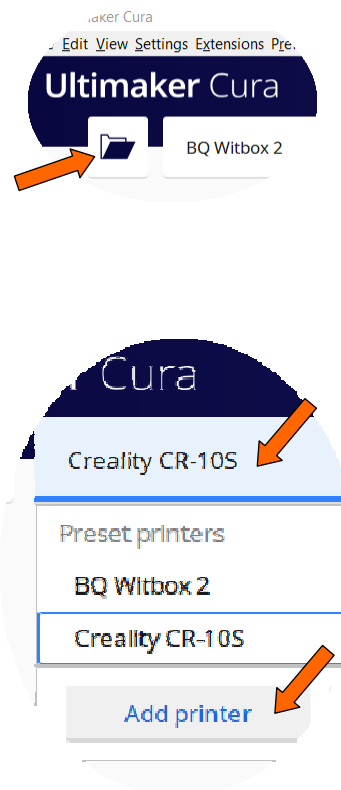 Ultimaker Cura
Edit View Settings Extensions Pre
Ultimaker Cura
BQ Witbox 2
r Cura
Creality CR-10S
Preset printers
BQ Witbox 2
Creality CR-10S
Add printer